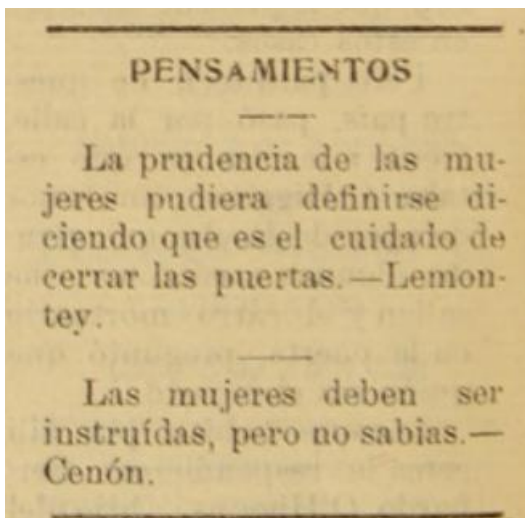 PENSAMIENTOS
La prudencia de las mu-
jeres pudiera definirse di-
ciendo que es el cuidado de
cerrar las puertas.—Lemon-
tey.
Las mujeres deben ser
instruídas, pero no sabias.—
Cenón.